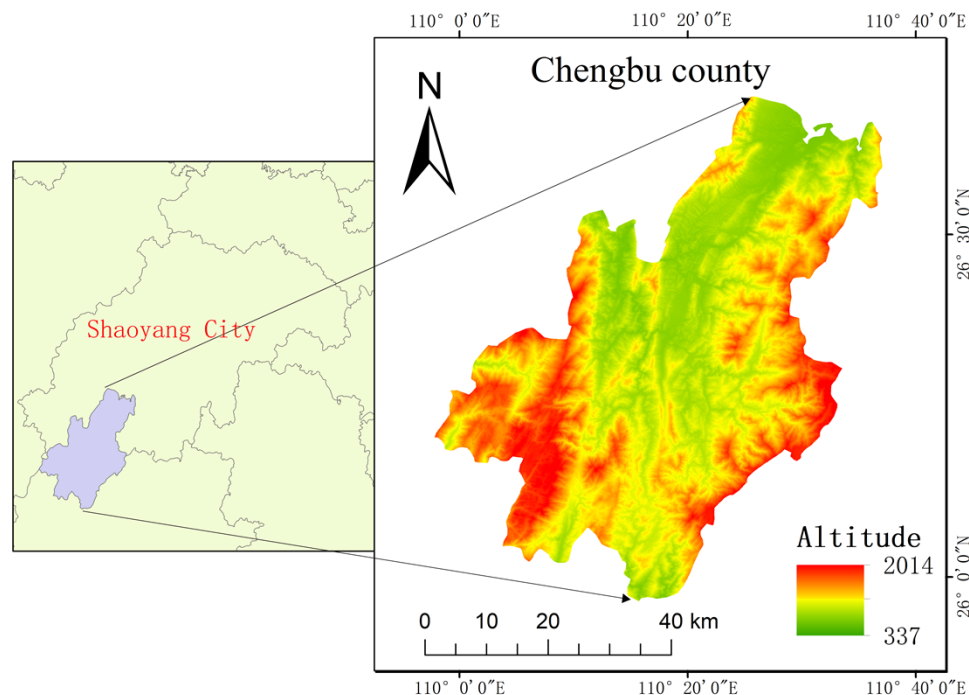 110° 0′0″E
110° 20′0″E
110° 40′0″E
Chengbu county
N
Shaoyang City
26° 30′0″N
26° 0′0″N
Altitude
2014
337
0 10 20 40 km
110° 0′0″E
110° 20′0″E
110° 40′0″E